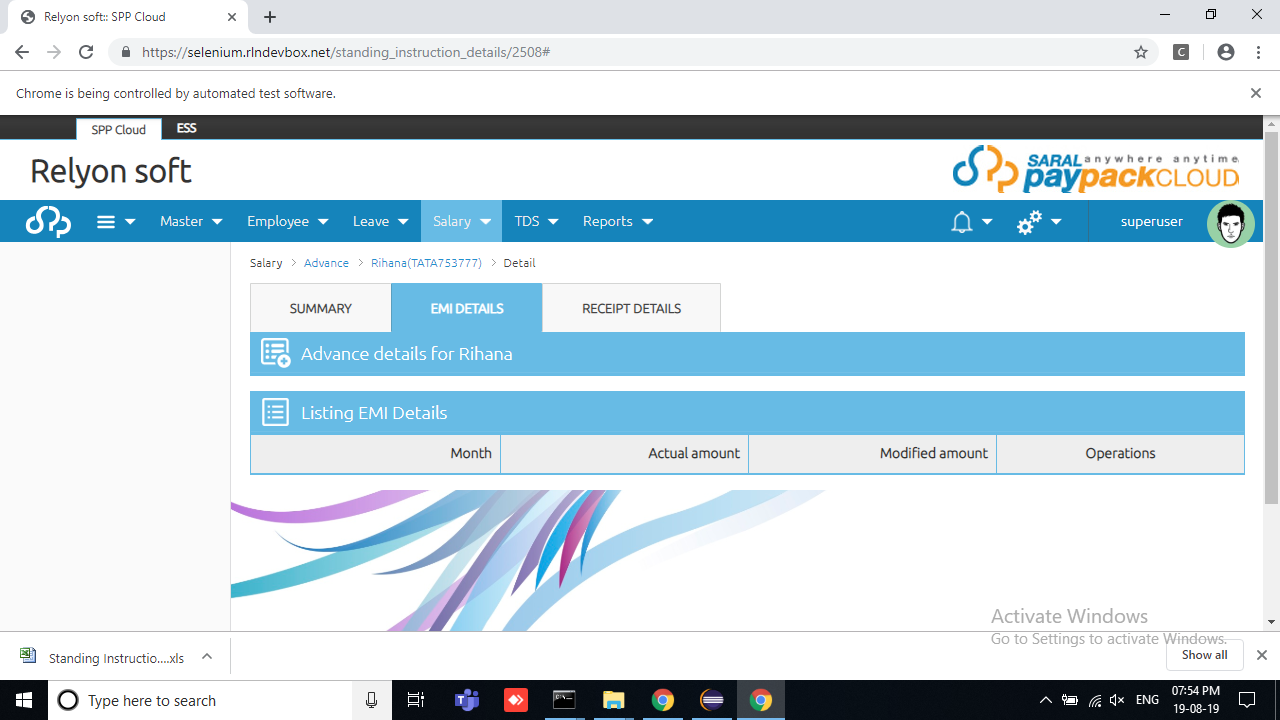 Relyon soft:: SPP Cloud
https://selenium.rlndevbox.net/standing_instruction_details/2508#
C
Chrome is being controlled by automated test software.
SPP Cloud ESS
Relyon soft
SARAL anywhere anytime
paypackCLOUD
Master Employee Leave Salary TDS Reports superuser
Salary > Advance > Rihana(TATA753777) > Detail
SUMMARY EMI DETAILS RECEIPT DETAILS
Advance details for Rihana
Listing EMI Details
Month Actual amount Modified amount Operations
Activate Windows
Go to Settings to activate Windows.
Standing Instructio....xls
Show all
Type here to search
ENG
07:54 PM
19-08-19